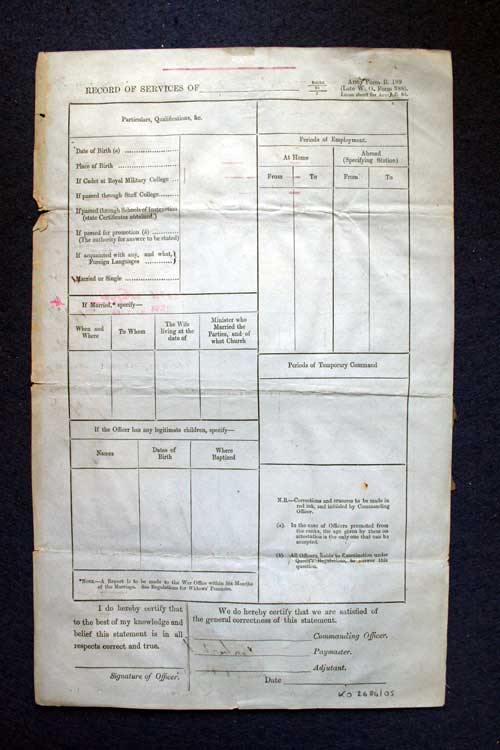 RECORD OF SERVICES OF
Army Form B. 199
(Late W. O. Form 388).
Particulars, Qualifications, &c.
Date of Birth (a)
Place of Birth
If Cadet at Royal Military College
If passed through Staff College
If passed through Schools of Instruction
(state Certificates obtained)
If passed for promotion (b)
(The authority for answer to be stated)
If acquainted with any, and what,
Foreign Languages
Married or Single
If Married,* specify—
When and
Where
To Whom
The Wife
living at the
date of
Minister who
Married the
Parties, and of
what Church
If the Officer has any legitimate children, specify—
Names
Dates of
Birth
Where
Baptized
*NOTE.—A Report is to be made to the War Office within six Months
of the Marriage. See Regulations for Widows' Pensions.
Periods of Employment.
At Home
Abroad
(Specifying Station)
From
To
From
To
Periods of Temporary Command
N.B.—Corrections and erasures to be made in
red ink, and initialed by Commanding
Officer.
(a). In the case of Officers promoted from
the ranks, the age given by them on
attestation is the only one that can be
accepted.
(b). All Officers liable to Examination under
Queen's Regulations, to answer this
question.
I do hereby certify that
to the best of my knowledge and
belief this statement is in all
respects correct and true.
Signature of Officer.
We do hereby certify that we are satisfied of
the general correctness of this statement.
Commanding Officer.
Paymaster.
Adjutant.
Date
KO 2686/05